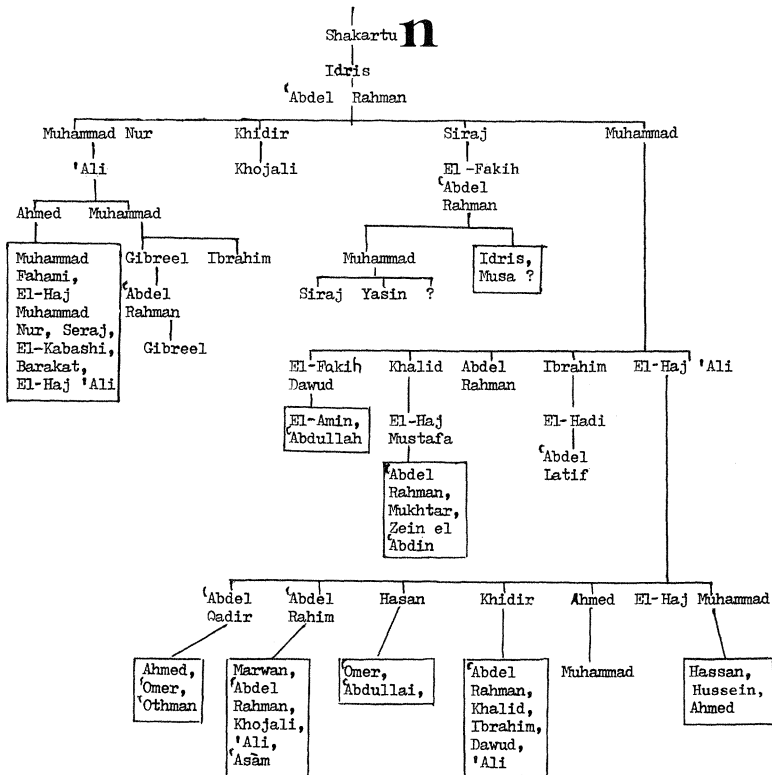 Shakartu n
Idris
ʿAbdel Rahman
Muhammad Nur Khidir Siraj Muhammad
'Ali Khojali El-Fakih
ʿAbdel
Rahman
Ahmed Muhammad
Muhammad
Fahami,
El-Haj
Muhammad
Nur, Seraj,
El-Kabashi,
Barakat,
El-Haj 'Ali
Gibreel Ibrahim
ʿAbdel
Rahman
Gibreel
Muhammad
Siraj Yasin ?
Idris,
Musa ?
El-Fakih
Dawud
Khalid
Abdel
Rahman
Ibrahim
El-Haj 'Ali
El-Amin,
ʿAbdullah
El-Haj
Mustafa
El-Hadi
ʿAbdel
Rahman,
Mukhtar,
Zein el
ʿAbdin
ʿAbdel
Latif
ʿAbdel
Qadir
ʿAbdel
Rahim
Hasan
Khidir
Ahmed
El-Haj Muhammad
Ahmed,
ʿOmer,
ʿOthman
Marwan,
ʿAbdel
Rahman,
Khojali,
'Ali,
ʿAsàm
ʿOmer,
ʿAbdullai,
ʿAbdel
Rahman,
Khalid,
Ibrahim,
Dawud,
'Ali
Muhammad
Hassan,
Hussein,
Ahmed